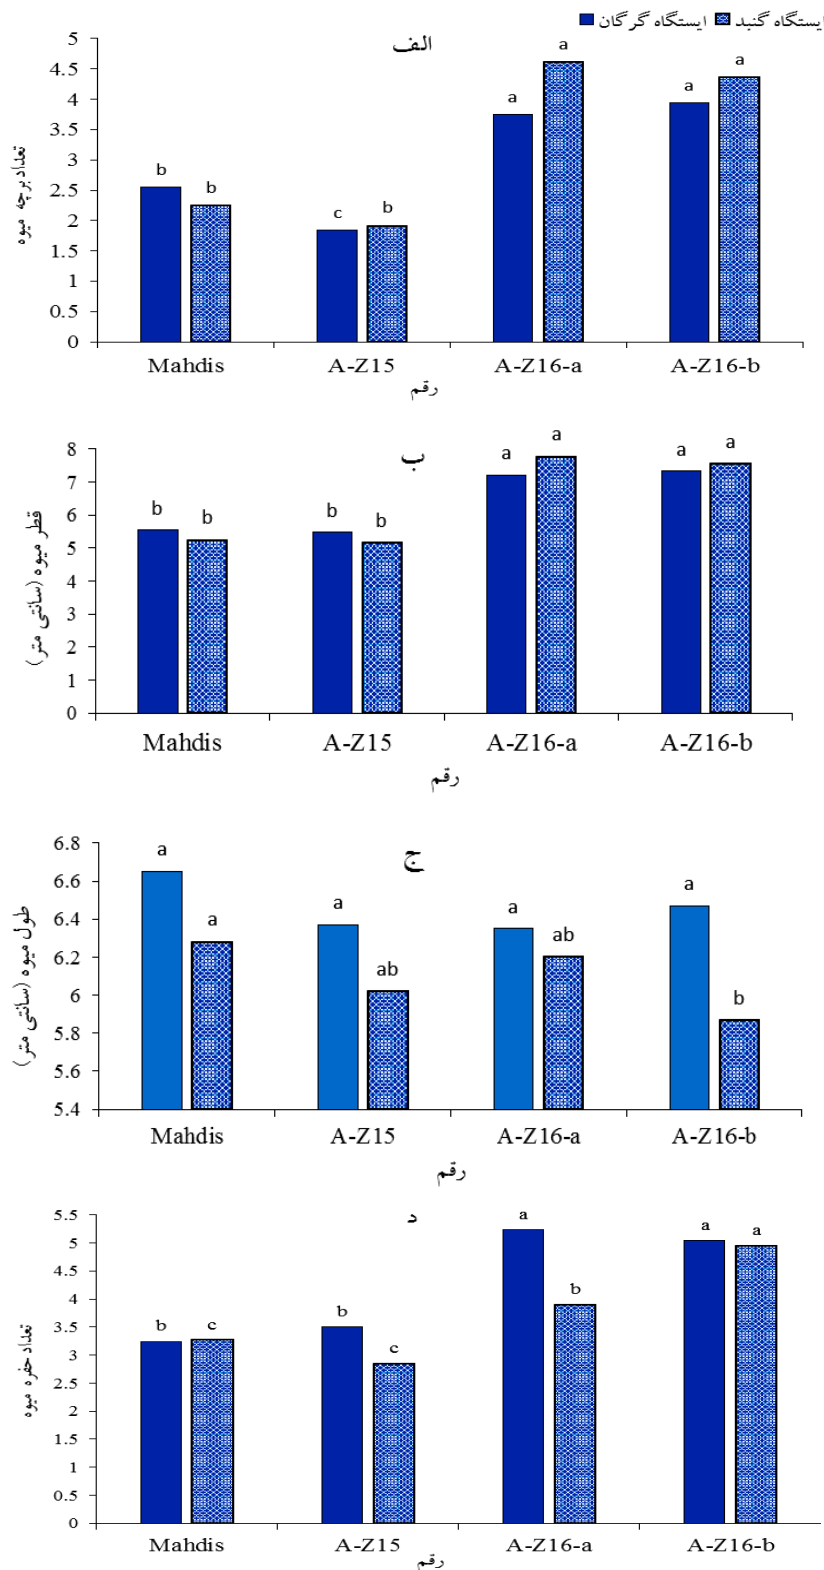 ایستگاه گرگان ایستگاه گنبد
الف
تعداد برچه میوه
5
4.5
4
3.5
3
2.5
2
1.5
1
0.5
0
b b c b a a a a
Mahdis A-Z15 A-Z16-a A-Z16-b
رقم
ب
قطر میوه (سانتی متر)
8
7
6
5
4
3
2
1
0
b b b b a a a a
Mahdis A-Z15 A-Z16-a A-Z16-b
رقم
ج
طول میوه (سانتی متر)
6.8
6.6
6.4
6.2
6
5.8
5.6
5.4
a a a ab a ab a b
Mahdis A-Z15 A-Z16-a A-Z16-b
رقم
د
تعداد حفره میوه
5.5
5
4.5
4
3.5
3
2.5
2
1.5
1
0.5
0
b c b c a b a a
Mahdis A-Z15 A-Z16-a A-Z16-b
رقم